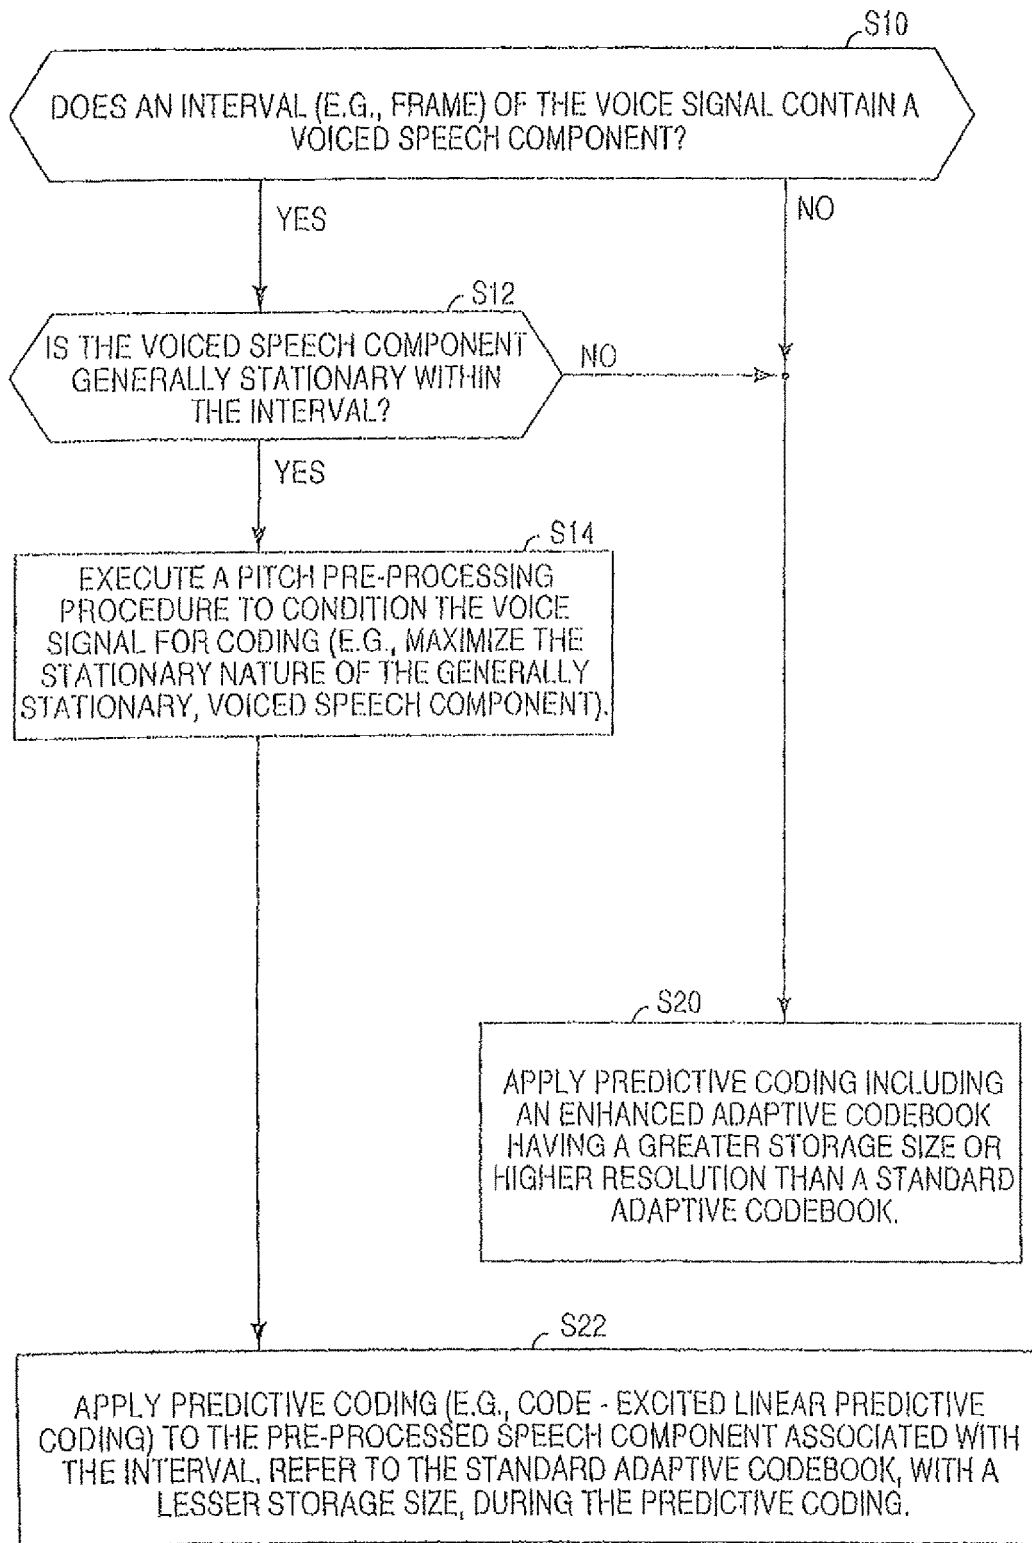 S10
DOES AN INTERVAL (E.G., FRAME) OF THE VOICE SIGNAL CONTAIN A
VOICED SPEECH COMPONENT?
YES
NO
S12
IS THE VOICED SPEECH COMPONENT
GENERALLY STATIONARY WITHIN
THE INTERVAL?
NO
YES
S14
EXECUTE A PITCH PRE-PROCESSING
PROCEDURE TO CONDITION THE VOICE
SIGNAL FOR CODING (E.G., MAXIMIZE THE
STATIONARY NATURE OF THE GENERALLY
STATIONARY, VOICED SPEECH COMPONENT).
S20
APPLY PREDICTIVE CODING INCLUDING
AN ENHANCED ADAPTIVE CODEBOOK
HAVING A GREATER STORAGE SIZE OR
HIGHER RESOLUTION THAN A STANDARD
ADAPTIVE CODEBOOK.
S22
APPLY PREDICTIVE CODING (E.G., CODE - EXCITED LINEAR PREDICTIVE
CODING) TO THE PRE-PROCESSED SPEECH COMPONENT ASSOCIATED WITH
THE INTERVAL. REFER TO THE STANDARD ADAPTIVE CODEBOOK, WITH A
LESSER STORAGE SIZE, DURING THE PREDICTIVE CODING.